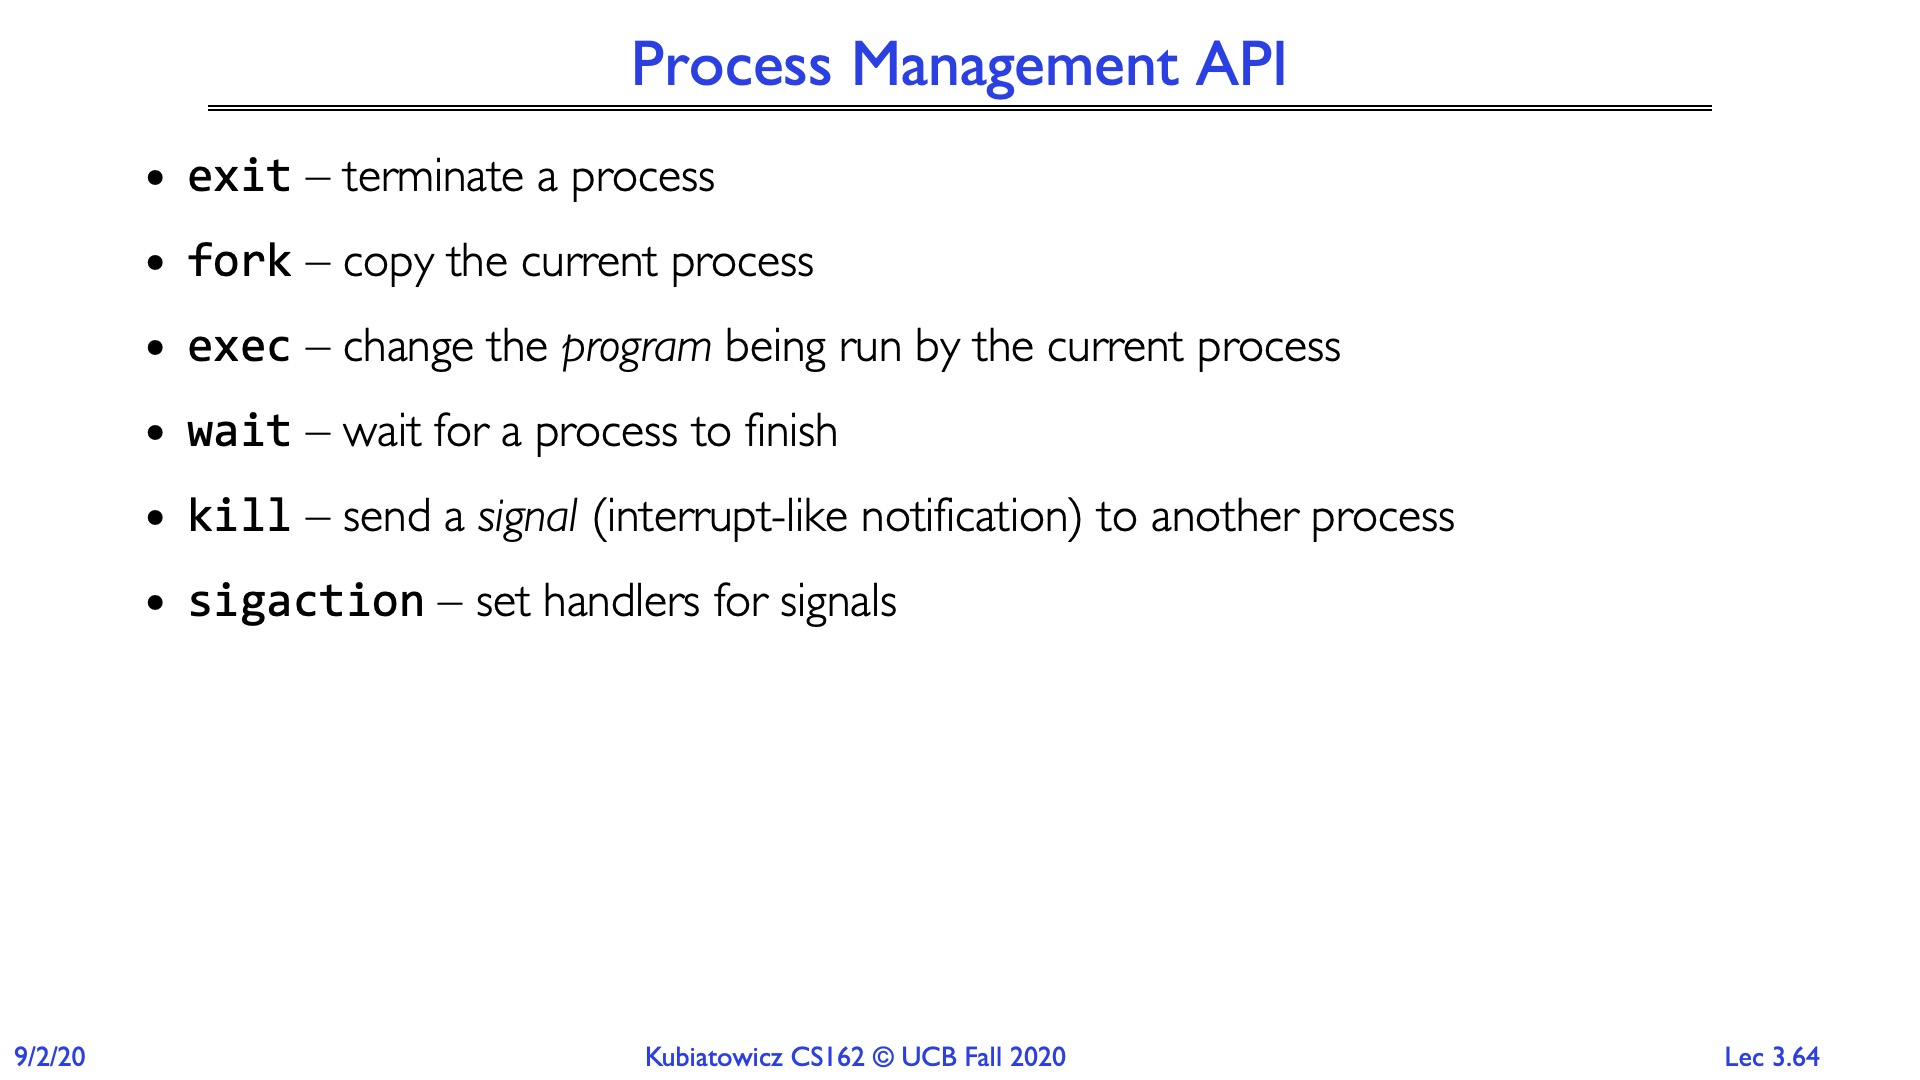 Process Management API
• exit – terminate a process
• fork – copy the current process
• exec – change the program being run by the current process
• wait – wait for a process to finish
• kill – send a signal (interrupt-like notification) to another process
• sigaction – set handlers for signals
9/2/20
Kubiatowicz CS162 © UCB Fall 2020
Lec 3.64